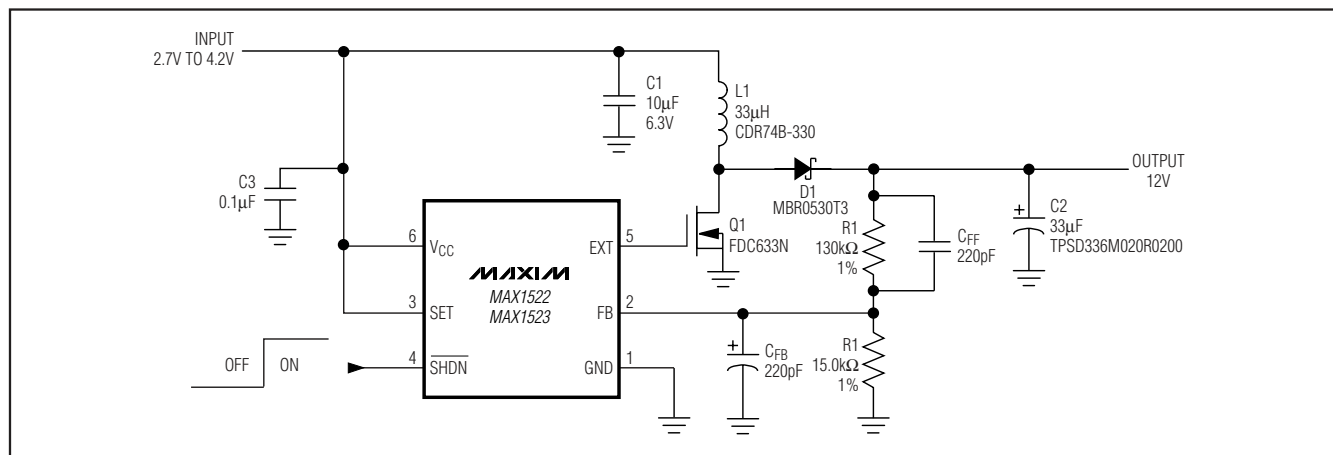 INPUT
2.7V TO 4.2V
C1
10µF
6.3V
L1
33µH
CDR74B-330
C3
0.1µF
D1
MBR0530T3
OUTPUT
12V
C2
33µF
TPSD336M020R0200
Q1
FDC633N
R1
130kΩ
1%
CFF
220pF
6
VCC
EXT
5
MAXIM
MAX1522
MAX1523
3
SET
FB
2
OFF
ON
4
SHDN
GND
1
CFB
220pF
R1
15.0kΩ
1%
+
+